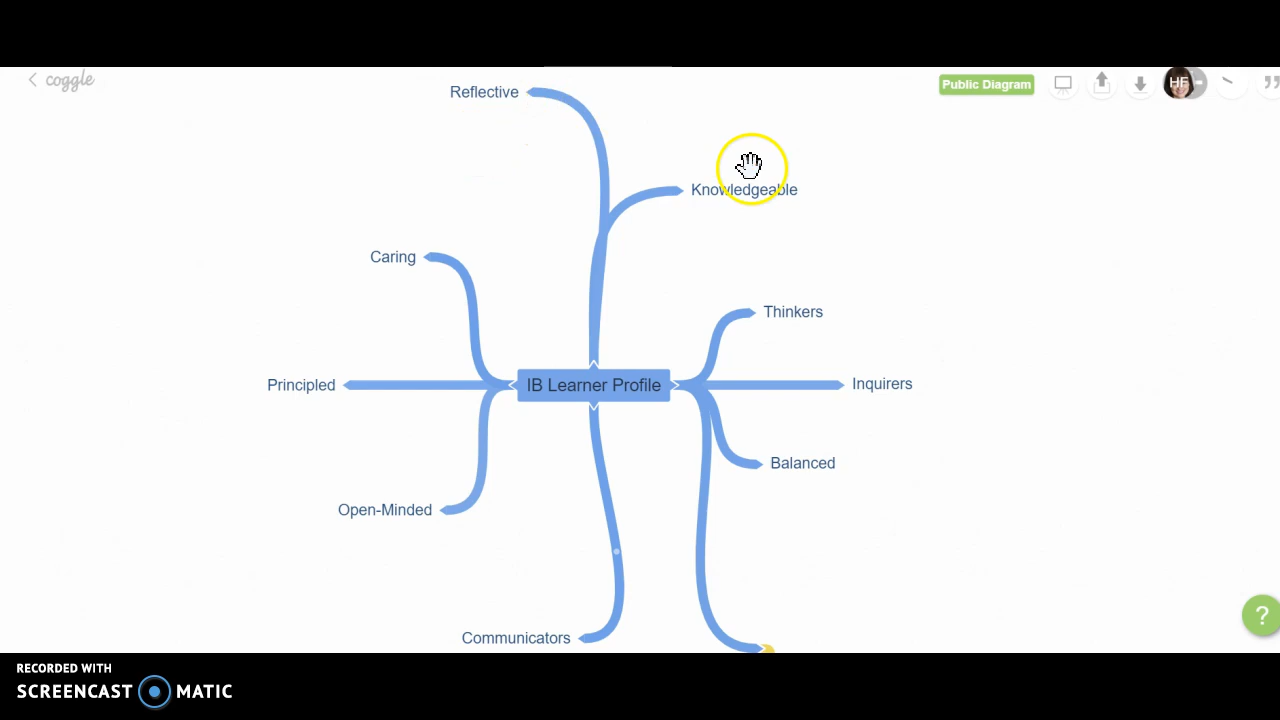 coggle
Public Diagram
HF
Reflective
Knowledgeable
Caring
Thinkers
IB Learner Profile
Principled
Inquirers
Balanced
Open-Minded
Communicators
?
RECORDED WITH
SCREENCAST MATIC